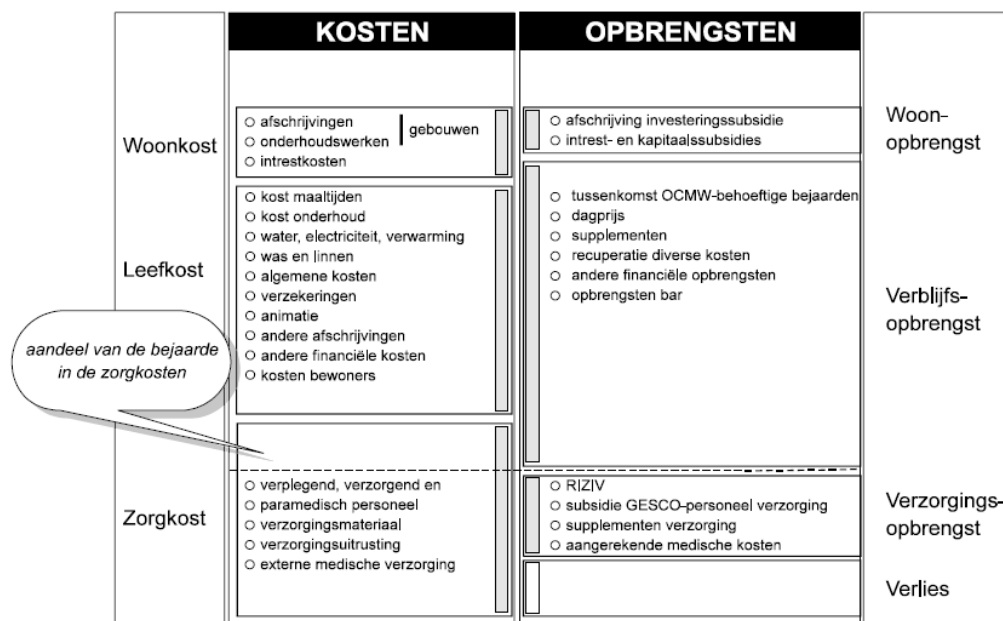 KOSTEN
OPBRENGSTEN
Woonkost
○ afschrijvingen
○ onderhoudswerken
gebouwen
○ intrestkosten
○ afschrijving investeringssubsidie
○ intrest- en kapitaalssubsidies
Woon-
opbrengst
Leefkost
○ kost maaltijden
○ kost onderhoud
○ water, electriciteit, verwarming
○ was en linnen
○ algemene kosten
○ verzekeringen
○ animatie
○ andere afschrijvingen
○ andere financiële kosten
○ kosten bewoners
○ tussenkomst OCMW-behoeftige bejaarden
○ dagprijs
○ supplementen
○ recuperatie diverse kosten
○ andere financiële opbrengsten
○ opbrengsten bar
Verblijfs-
opbrengst
aandeel van de bejaarde
in de zorgkosten
Zorgkost
○ verplegend, verzorgend en
○ paramedisch personeel
○ verzorgingsmateriaal
○ verzorgingsuitrusting
○ externe medische verzorging
○ RIZIV
○ subsidie GESCO-personeel verzorging
○ supplementen verzorging
○ aangerekende medische kosten
Verzorgings-
opbrengst
Verlies